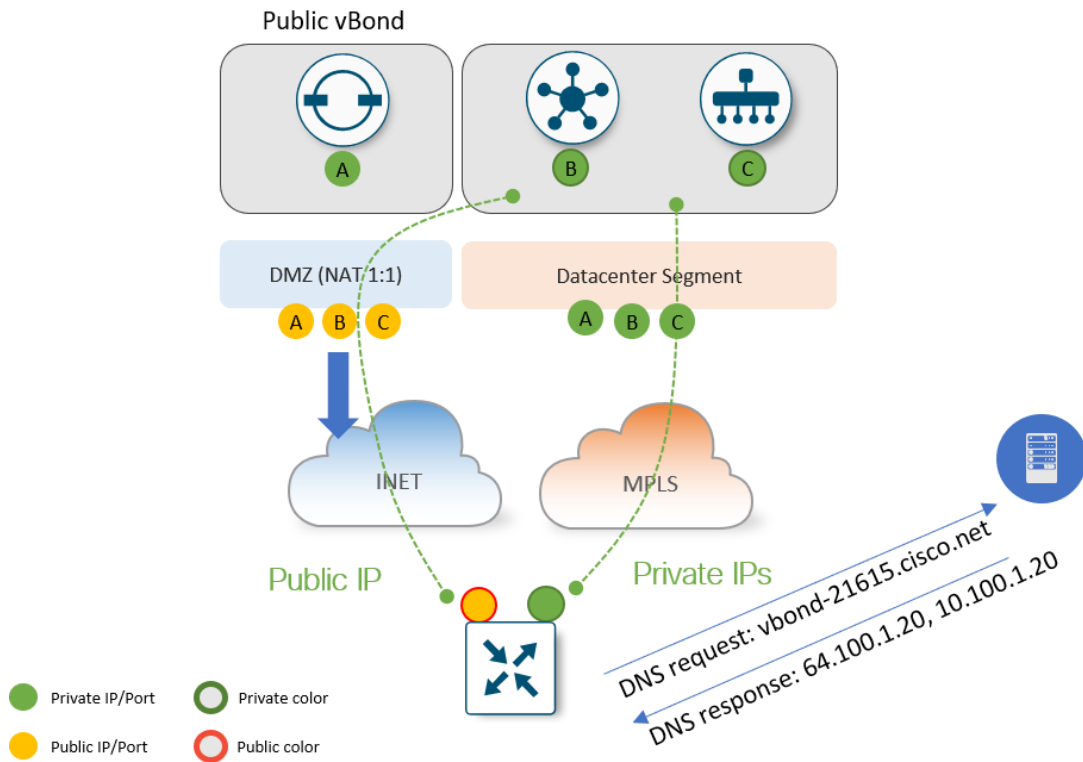 Public vBond
A
B
C
DMZ (NAT 1:1)
Datacenter Segment
A
B
C
A
B
C
INET
MPLS
Public IP
Private IPs
DNS request: vbond-21615.cisco.net
DNS response: 64.100.1.20, 10.100.1.20
Private IP/Port
Private color
Public IP/Port
Public color